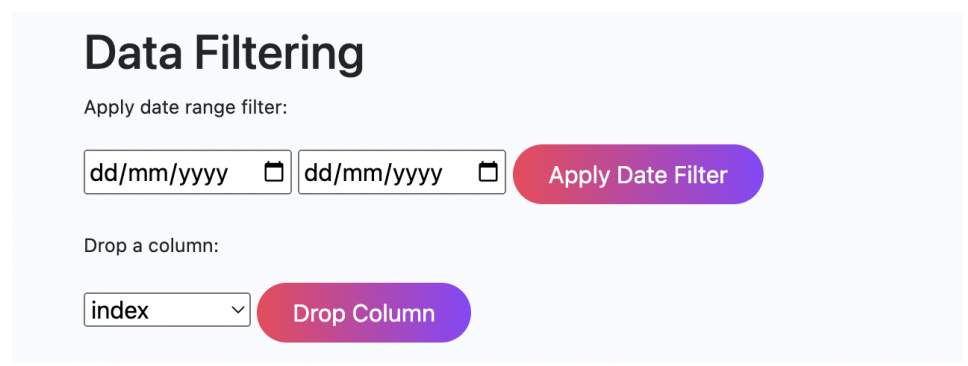 Data Filtering
Apply date range filter:
dd/mm/yyyy dd/mm/yyyy Apply Date Filter
Drop a column:
index Drop Column